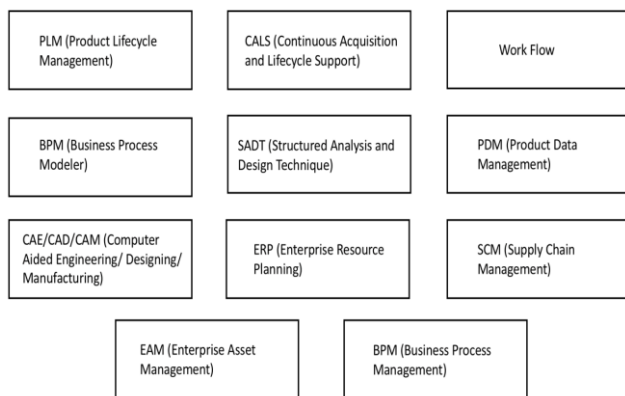 PLM (Product Lifecycle
Management)
CALS (Continuous Acquisition
and Lifecycle Support)
Work Flow
BPM (Business Process
Modeler)
SADT (Structured Analysis and
Design Technique)
PDM (Product Data
Management)
CAE/CAD/CAM (Computer
Aided Engineering/ Designing/
Manufacturing)
ERP (Enterprise Resource
Planning)
SCM (Supply Chain
Management)
EAM (Enterprise Asset
Management)
BPM (Business Process
Management)